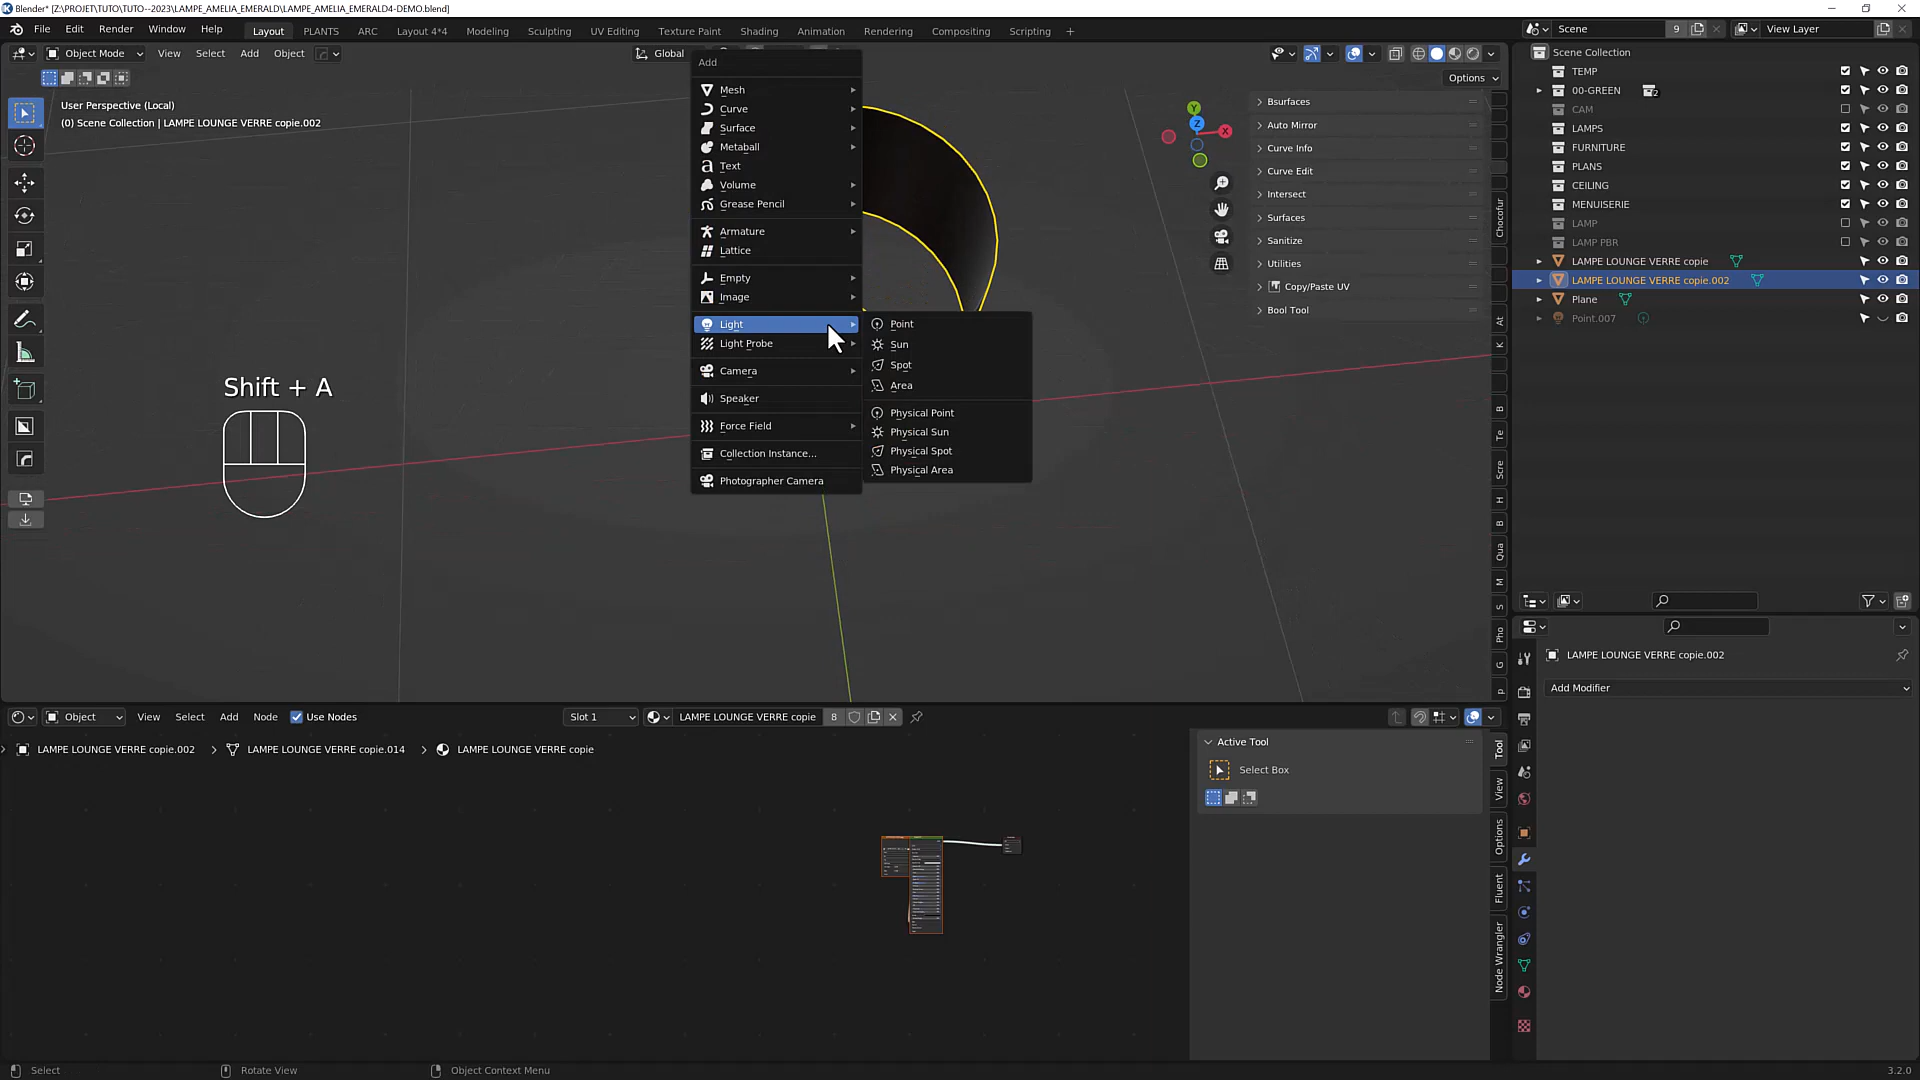 Blender* [Z:\PROJET\TUTO\TUTO--2023\LAMPE_AMELIA_EMERALD\LAMPE_AMELIA_EMERALD4-DEMO.blend]
File Edit Render Window Help Layout PLANTS ARC Layout 4*4 Modeling Sculpting UV Editing Texture Paint Shading Animation Rendering Compositing Scripting +
Scene 9 View Layer
Object Mode View Select Add Object Global
Options
User Perspective (Local)
(0) Scene Collection | LAMPE LOUNGE VERRE copie.002
Add
Mesh
Curve
Surface
Metaball
Text
Volume
Grease Pencil
Armature
Lattice
Empty
Image
Light
Light Probe
Camera
Speaker
Force Field
Collection Instance...
Photographer Camera
Point
Sun
Spot
Area
Physical Point
Physical Sun
Physical Spot
Physical Area
Shift + A
Y
Z
X
Bsurfaces
Auto Mirror
Curve Info
Curve Edit
Intersect
Surfaces
Sanitize
Utilities
Copy/Paste UV
Bool Tool
Chocofur
At
K
B
Te
Scre
H
B
Qua
M
S
Pho
G
p
Scene Collection
TEMP
00-GREEN 2
CAM
LAMPS
FURNITURE
PLANS
CEILING
MENUISERIE
LAMP
LAMP PBR
LAMPE LOUNGE VERRE copie
LAMPE LOUNGE VERRE copie.002
Plane
Point.007
LAMPE LOUNGE VERRE copie.002
Add Modifier
Object View Select Add Node Use Nodes Slot 1 LAMPE LOUNGE VERRE copie 8
LAMPE LOUNGE VERRE copie.002 > LAMPE LOUNGE VERRE copie.014 > LAMPE LOUNGE VERRE copie
Active Tool
Select Box
Tool
View
Options
Fluent
Node Wrangler
Select Rotate View Object Context Menu 3.2.0